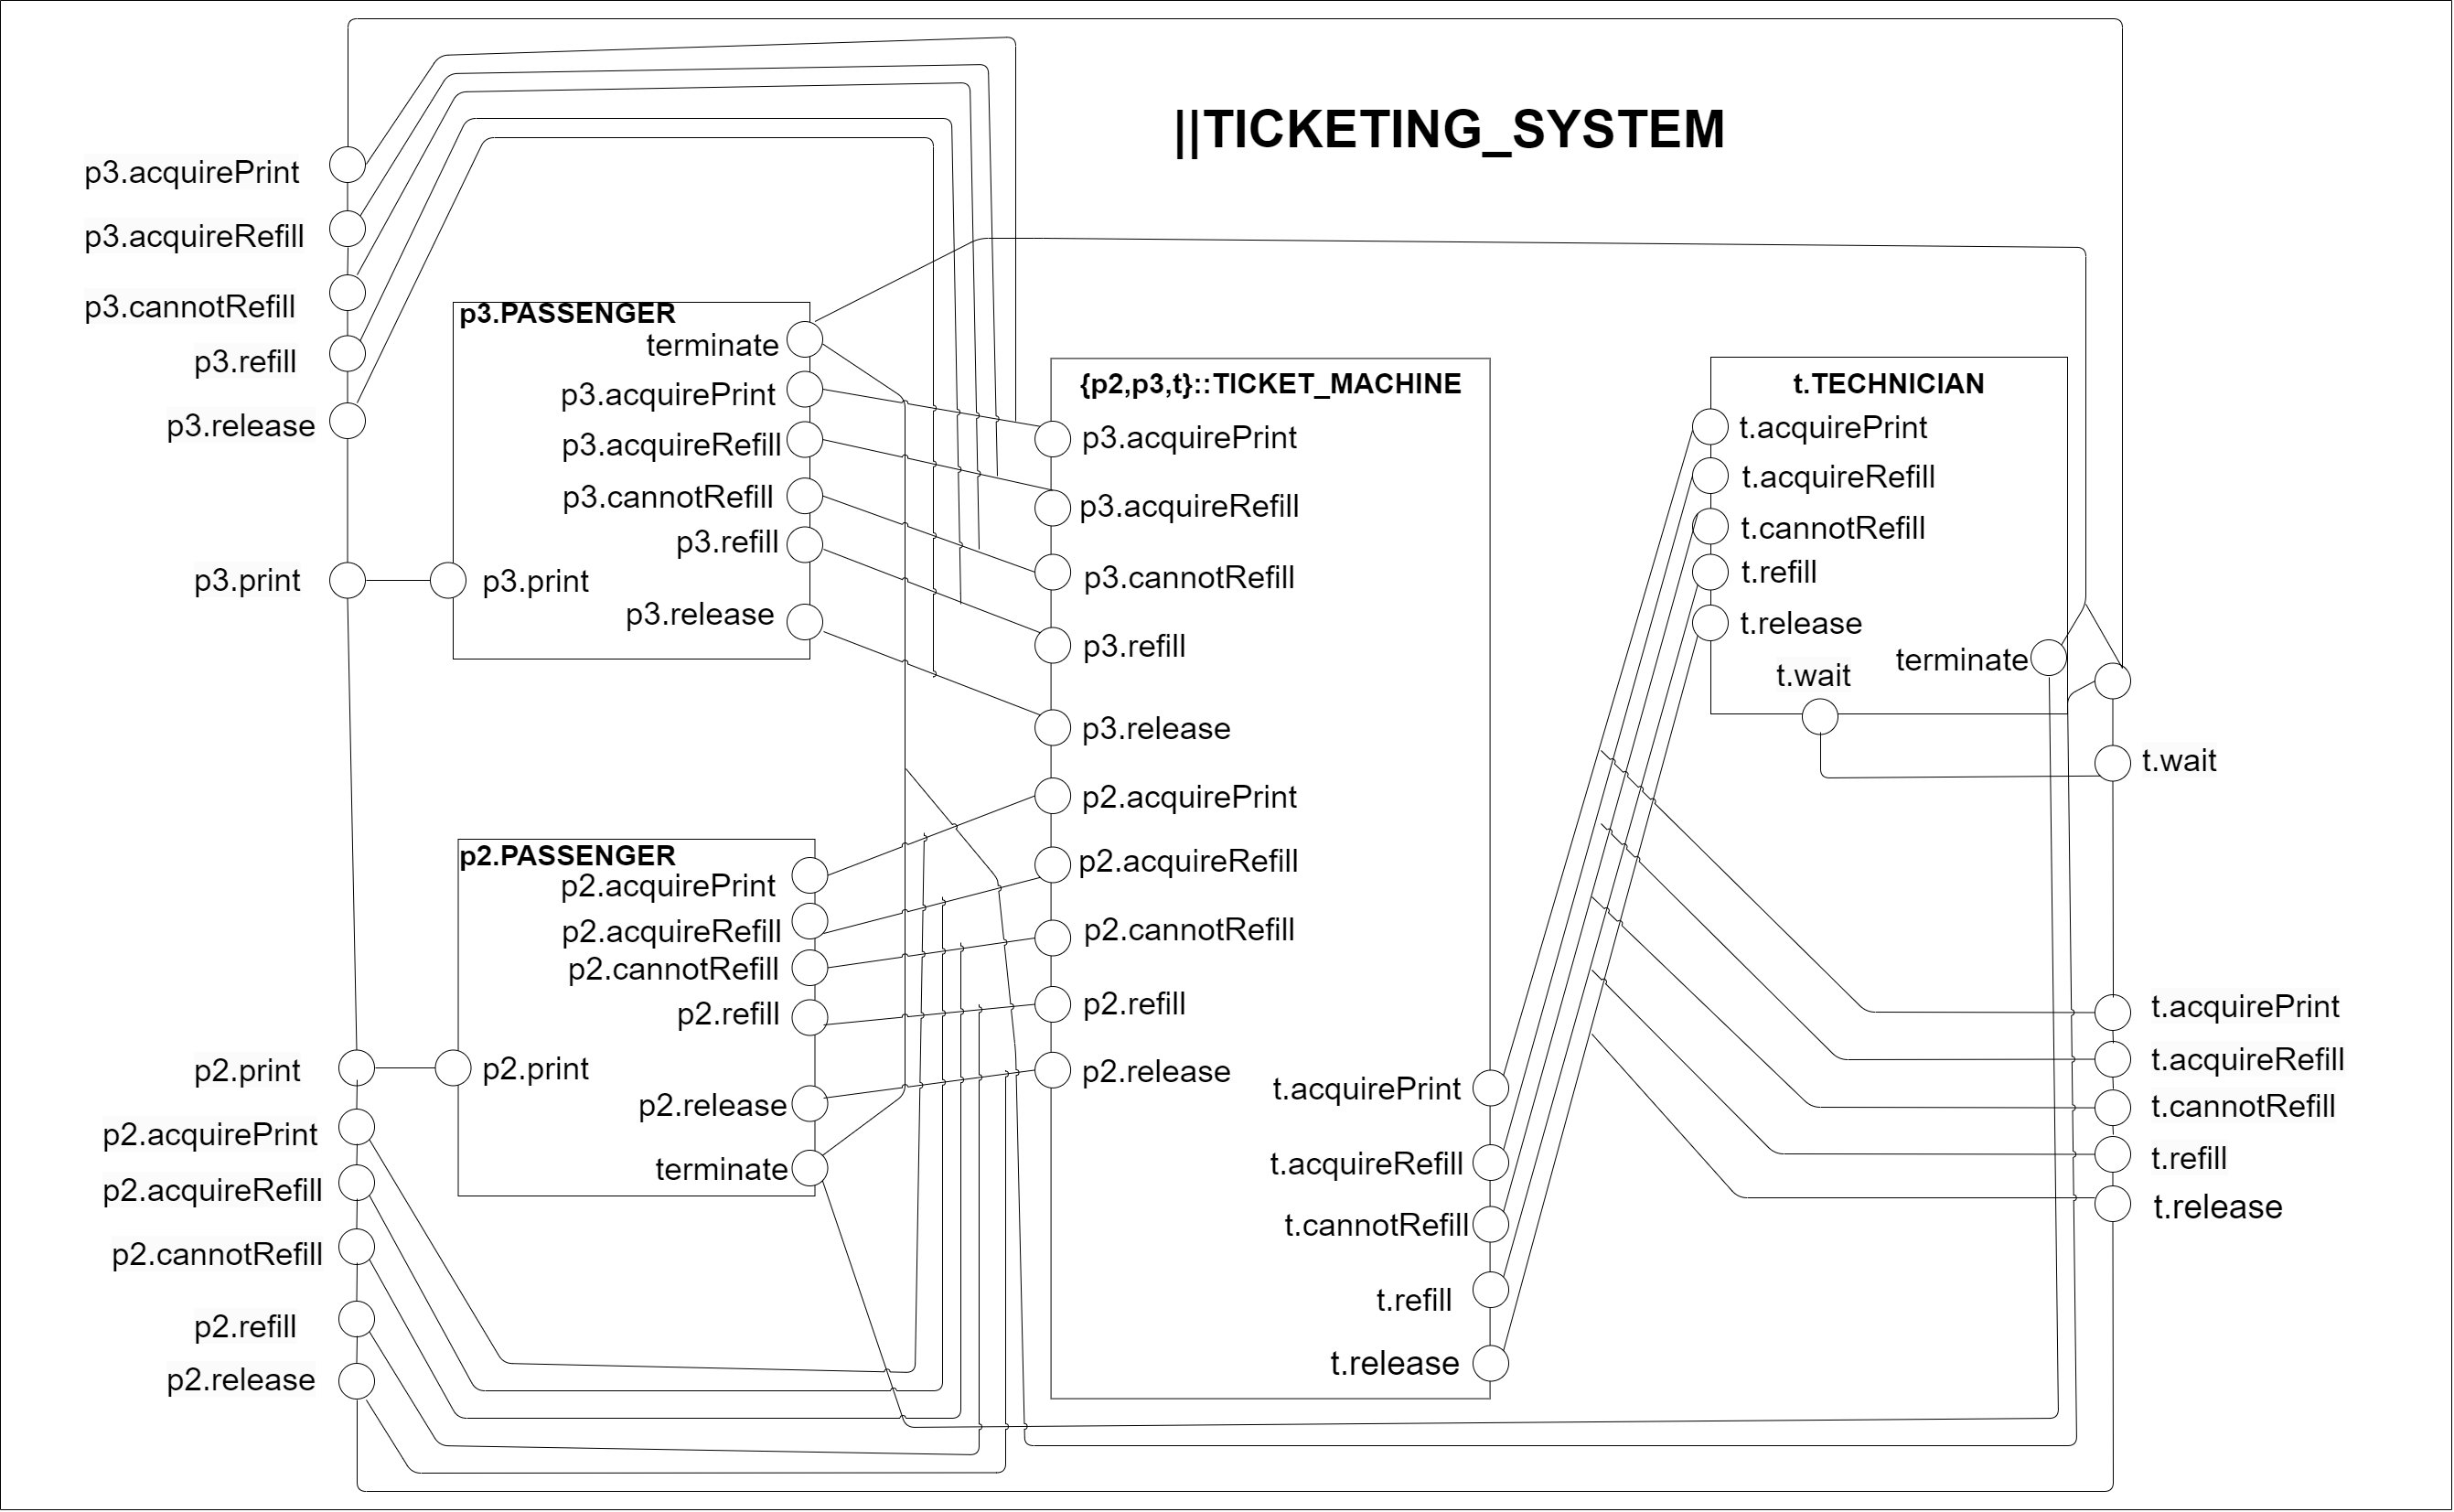 ||TICKETING_SYSTEM
p3.acquirePrint
p3.acquireRefill
p3.cannotRefill
p3.refill
p3.release
p3.print
p3.PASSENGER
terminate
p3.acquirePrint
p3.acquireRefill
p3.cannotRefill
p3.refill
p3.print
p3.release
{p2,p3,t}::TICKET_MACHINE
p3.acquirePrint
p3.acquireRefill
p3.cannotRefill
p3.refill
p3.release
p2.acquirePrint
p2.acquireRefill
p2.cannotRefill
p2.refill
p2.release
t.acquirePrint
t.acquireRefill
t.cannotRefill
t.refill
t.release
t.TECHNICIAN
t.acquirePrint
t.acquireRefill
t.cannotRefill
t.refill
t.release
terminate
t.wait
t.wait
p2.PASSENGER
p2.acquirePrint
p2.acquireRefill
p2.cannotRefill
p2.refill
p2.print
p2.release
terminate
p2.print
p2.acquirePrint
p2.acquireRefill
p2.cannotRefill
p2.refill
p2.release
t.acquirePrint
t.acquireRefill
t.cannotRefill
t.refill
t.release